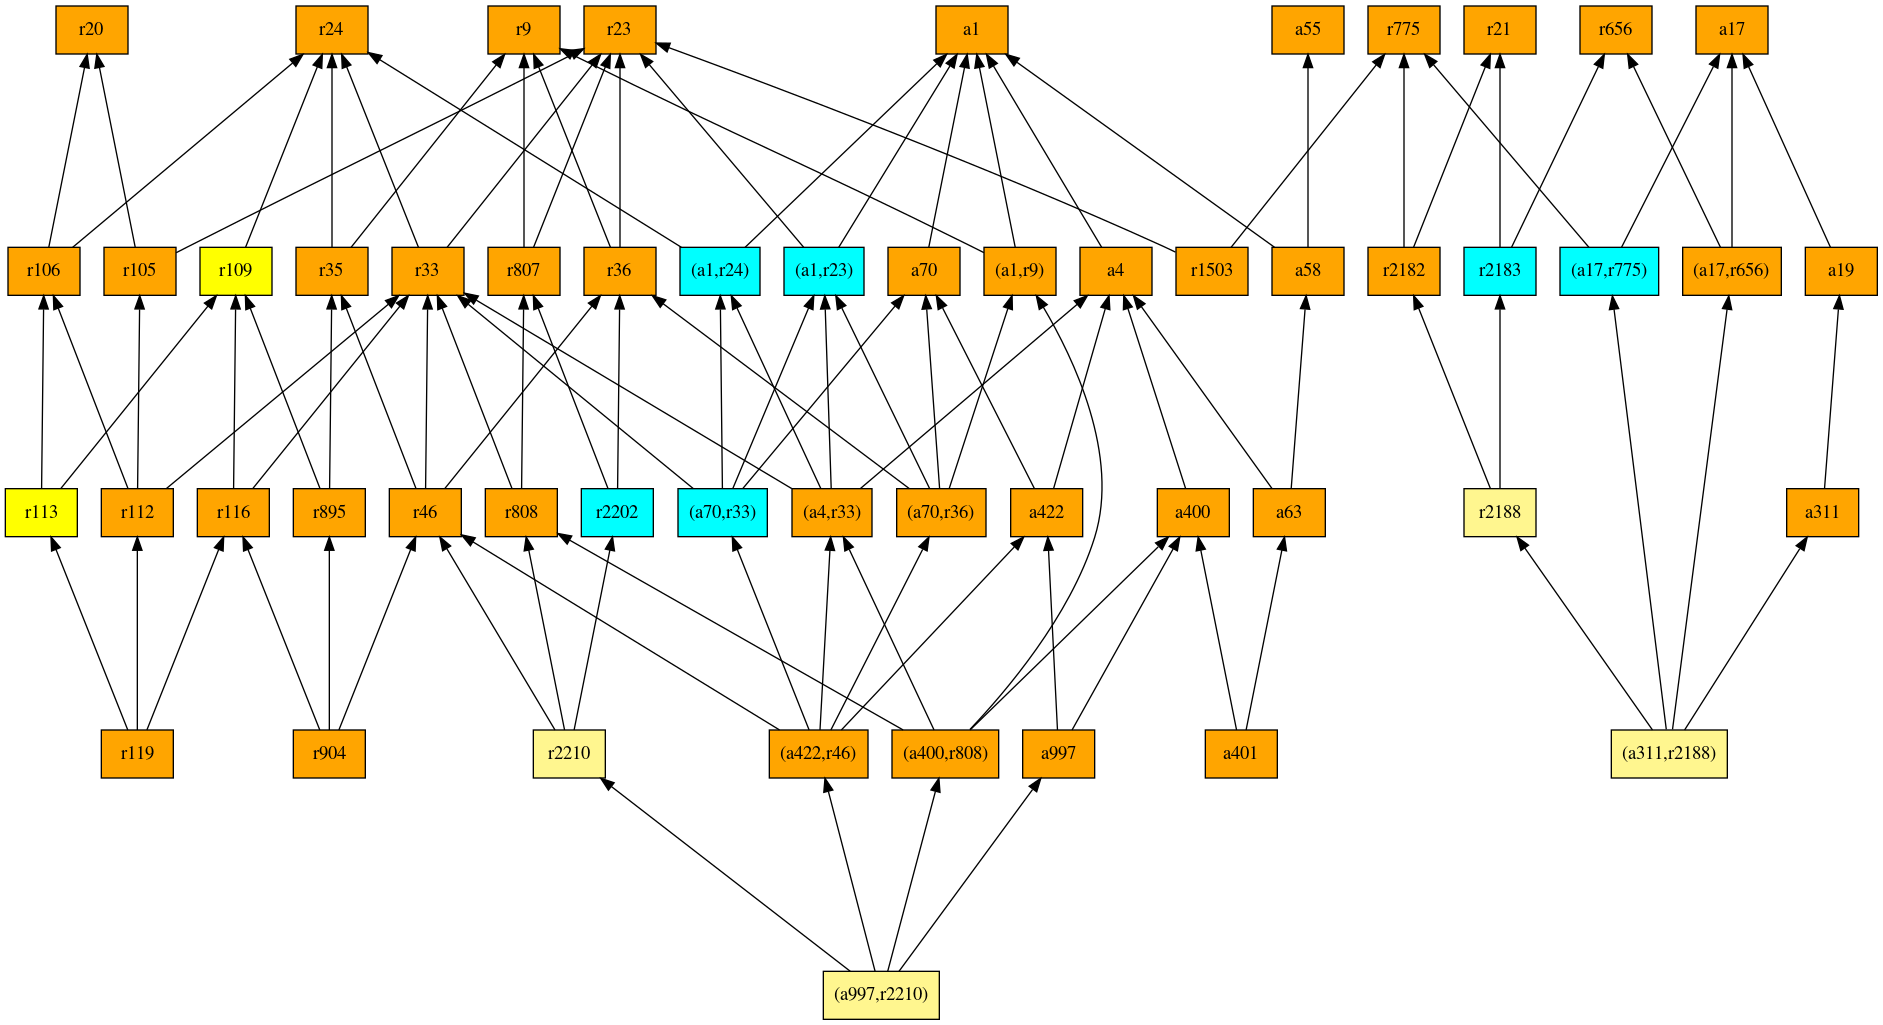 r20
r24
r9
r23
a1
a55
r775
r21
r656
a17
r106
r105
r109
r35
r33
r807
r36
(a1,r24)
(a1,r23)
a70
(a1,r9)
a4
r1503
a58
r2182
r2183
(a17,r775)
(a17,r656)
a19
r113
r112
r116
r895
r46
r808
r2202
(a70,r33)
(a4,r33)
(a70,r36)
a422
a400
a63
r2188
a311
r119
r904
r2210
(a422,r46)
(a400,r808)
a997
a401
(a311,r2188)
(a997,r2210)